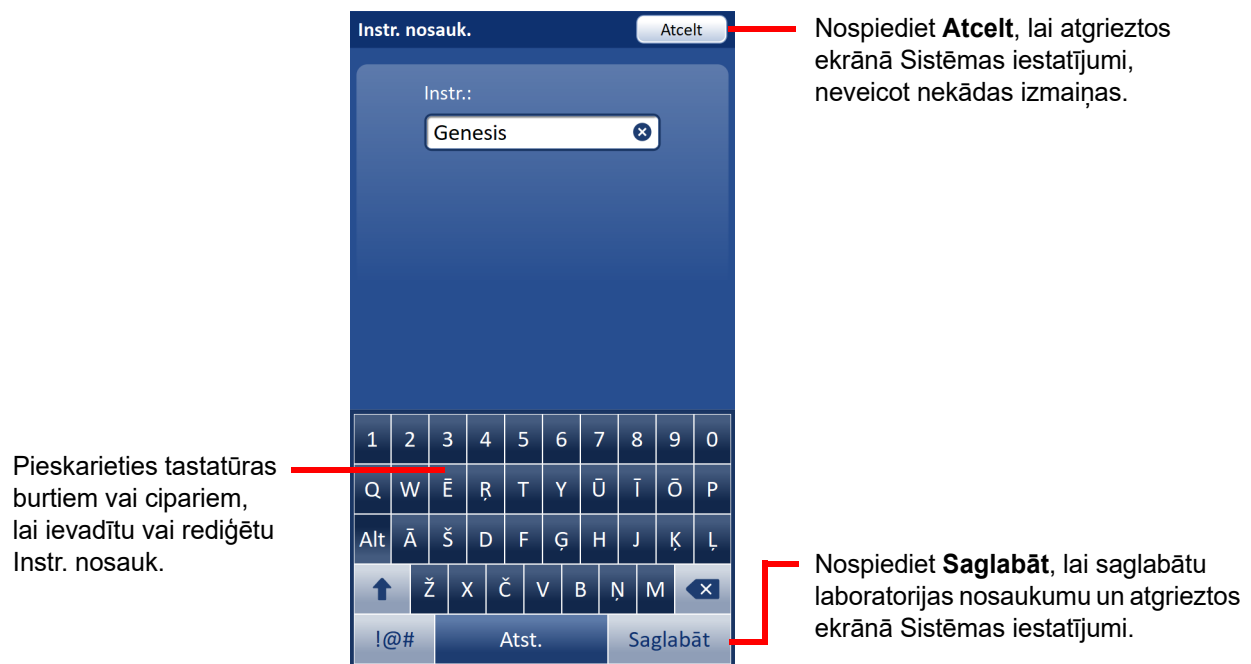 Instr. nosauk.
Atcelt
Nospiediet Atcelt, lai atgrieztos
ekrānā Sistēmas iestatījumi,
neveicot nekādas izmaiņas.
Instr.:
Genesis
Pieskarieties tastatūras
burtiem vai cipariem,
lai ievadītu vai rediģētu
Instr. nosauk.
1 2 3 4 5 6 7 8 9 0
Q W Ē Ŗ T Y Ū Ī Ō P
Alt Ā Š D F Ģ H J Ķ Ļ
Ž X Č V B Ņ M
!@# Atst. Saglabāt
Nospiediet Saglabāt, lai saglabātu
laboratorijas nosaukumu un atgrieztos
ekrānā Sistēmas iestatījumi.